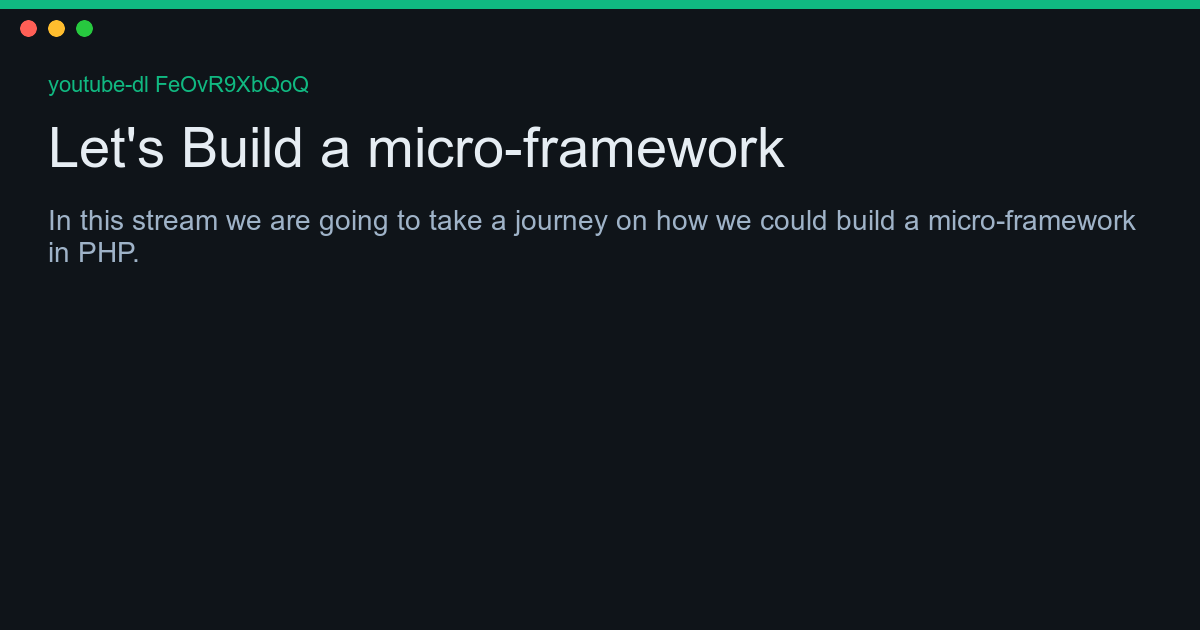 youtube-dl FeOvR9XbQoQ
Let's Build a micro-framework
In this stream we are going to take a journey on how we could build a micro-framework
in PHP.